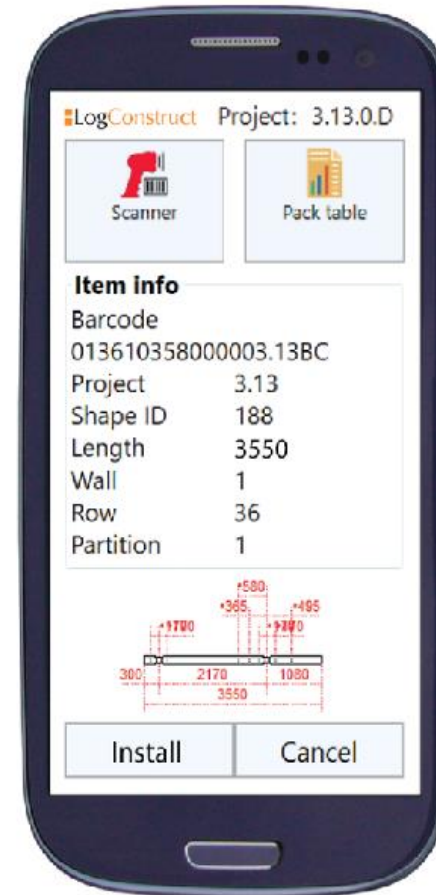 LogConstruct Project: 3.13.0.D
Scanner Pack table
Item info
Barcode
013610358000003.13BC
Project 3.13
Shape ID 188
Length 3550
Wall 1
Row 36
Partition 1
580
365 495
300 2170 1080
3550
Install Cancel